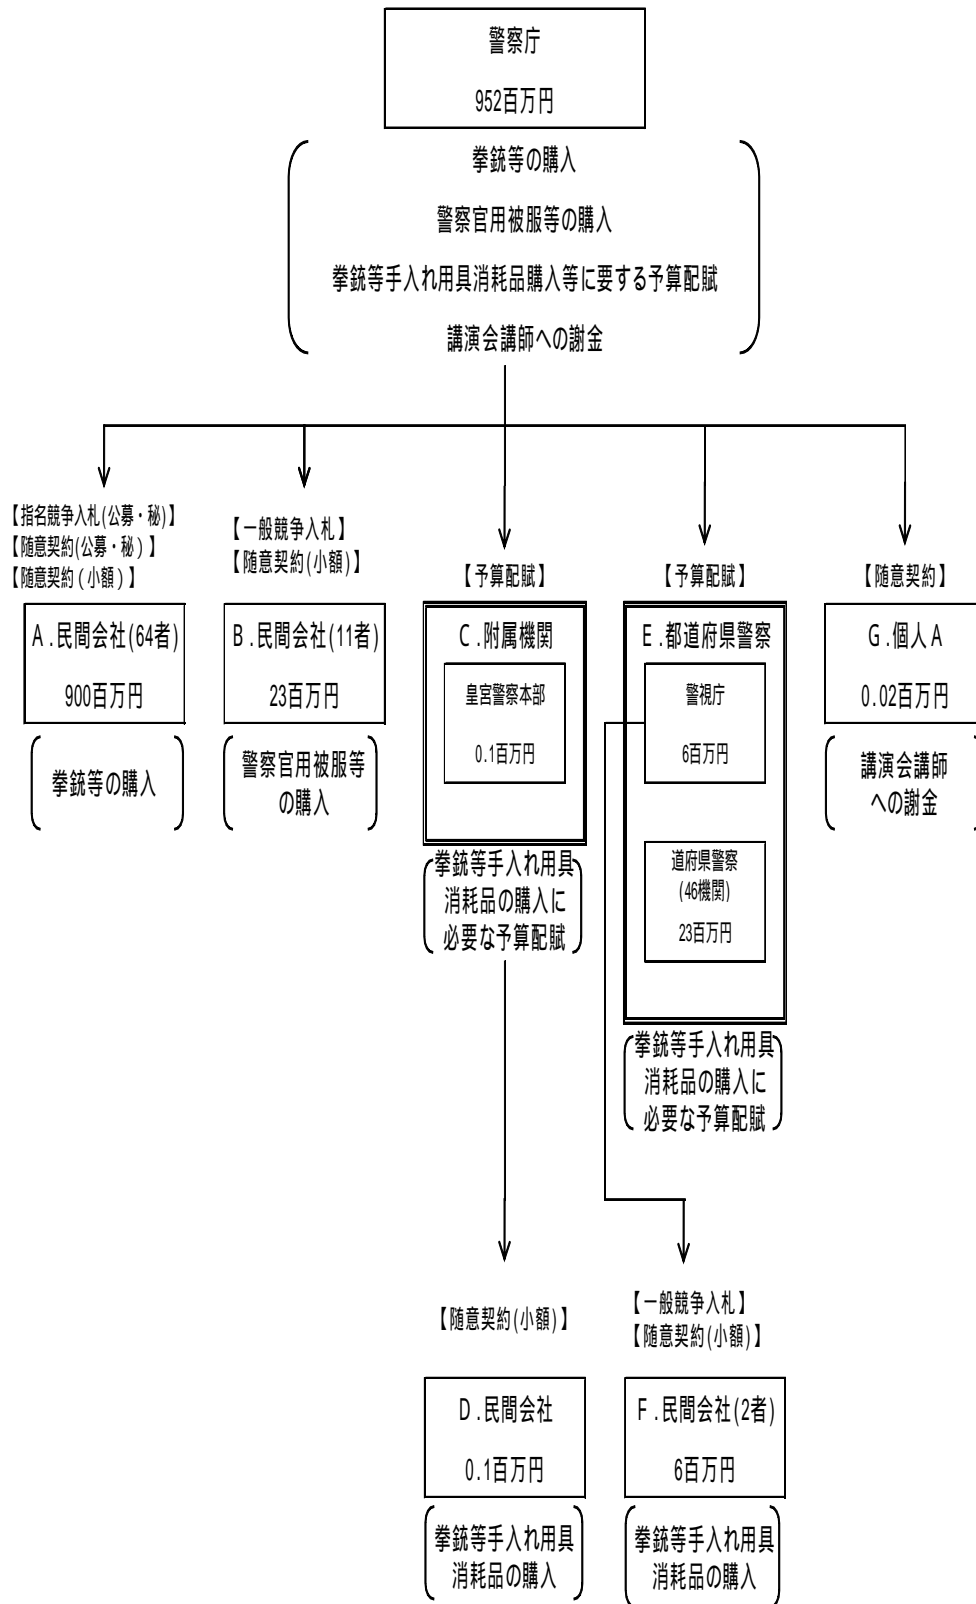 警察庁
952百万円
拳銃等の購入
警察官用被服等の購入
拳銃等手入れ用具消耗品購入等に要する予算配賦
講演会講師への謝金
【指名競争入札(公募・秘)】
【随意契約(公募・秘)】
【随意契約(小額)】
A.民間会社(64者)
900百万円
拳銃等の購入
【一般競争入札】
【随意契約(小額)】
B.民間会社(11者)
23百万円
警察官用被服等
の購入
【予算配賦】
C.附属機関
皇宮警察本部
0.1百万円
拳銃等手入れ用具
消耗品の購入に
必要な予算配賦
【予算配賦】
E.都道府県警察
警視庁
6百万円
道府県警察
(46機関)
23百万円
拳銃等手入れ用具
消耗品の購入に
必要な予算配賦
【随意契約】
G.個人A
0.02百万円
講演会講師
への謝金
【随意契約(小額)】
D.民間会社
0.1百万円
拳銃等手入れ用具
消耗品の購入
【一般競争入札】
【随意契約(小額)】
F.民間会社(2者)
6百万円
拳銃等手入れ用具
消耗品の購入